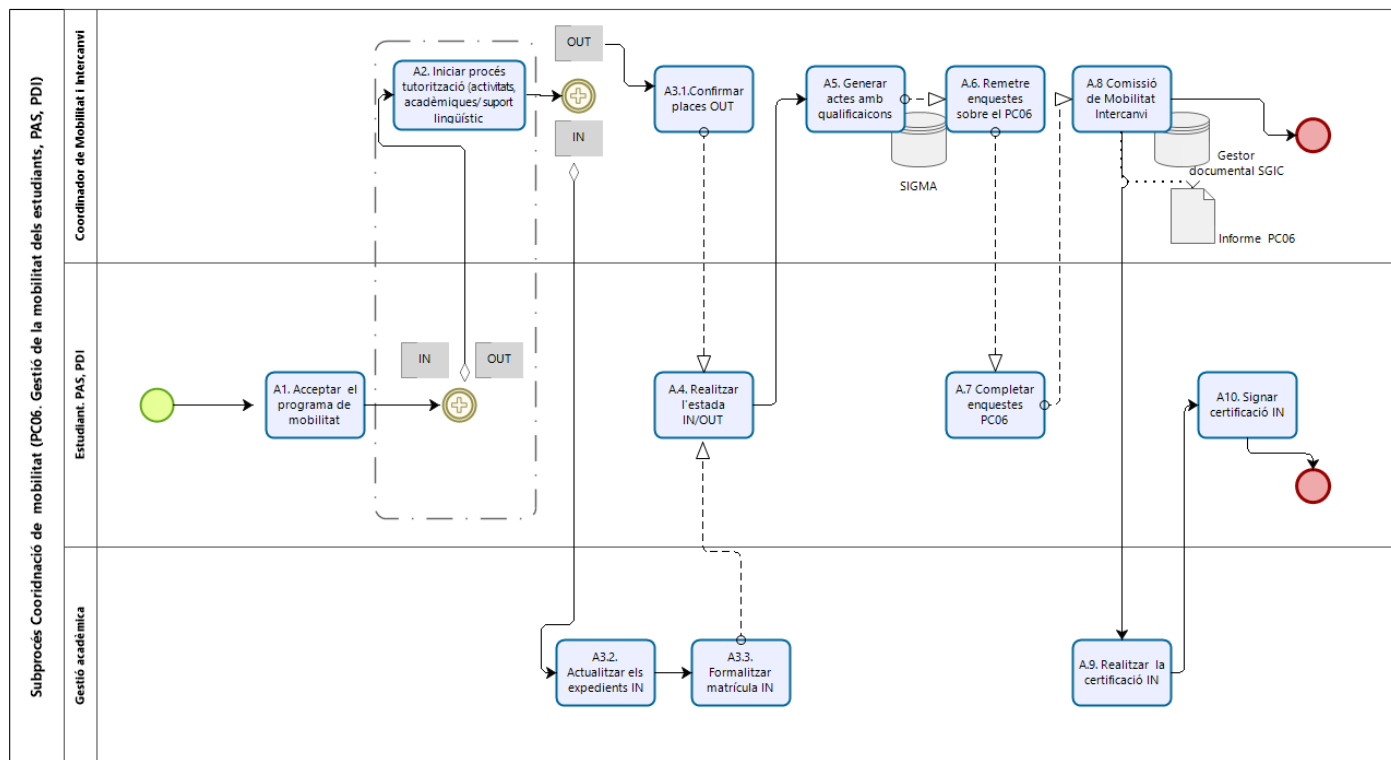 Subprocés Cooridnació de mobilitat (PC06. Gestió de la mobilitat dels estudiants, PAS, PDI)
Coordinador de Mobilitat i Intercanvi
OUT
A2. Iniciar procés
tutorització (activitats,
acadèmiques/ suport
lingüístic
IN
A3.1.Confirmar
places OUT
A5. Generar
actes amb
qualificaicons
SIGMA
A.6. Remetre
enquestes
sobre el PC06
A.8 Comissió
de Mobilitat
Intercanvi
Gestor
documental SGIC
Informe PC06
Estudiant. PAS, PDI
A1. Acceptar el
programa de
mobilitat
IN
OUT
A.4. Realitzar
l'estada
IN/OUT
A.7 Completar
enquestes
PC06
A10. Signar
certificació IN
Gestió acadèmica
A3.2.
Actualitzar els
expedients IN
A3.3.
Formalitzar
matrícula IN
A.9. Realitzar la
certificació IN